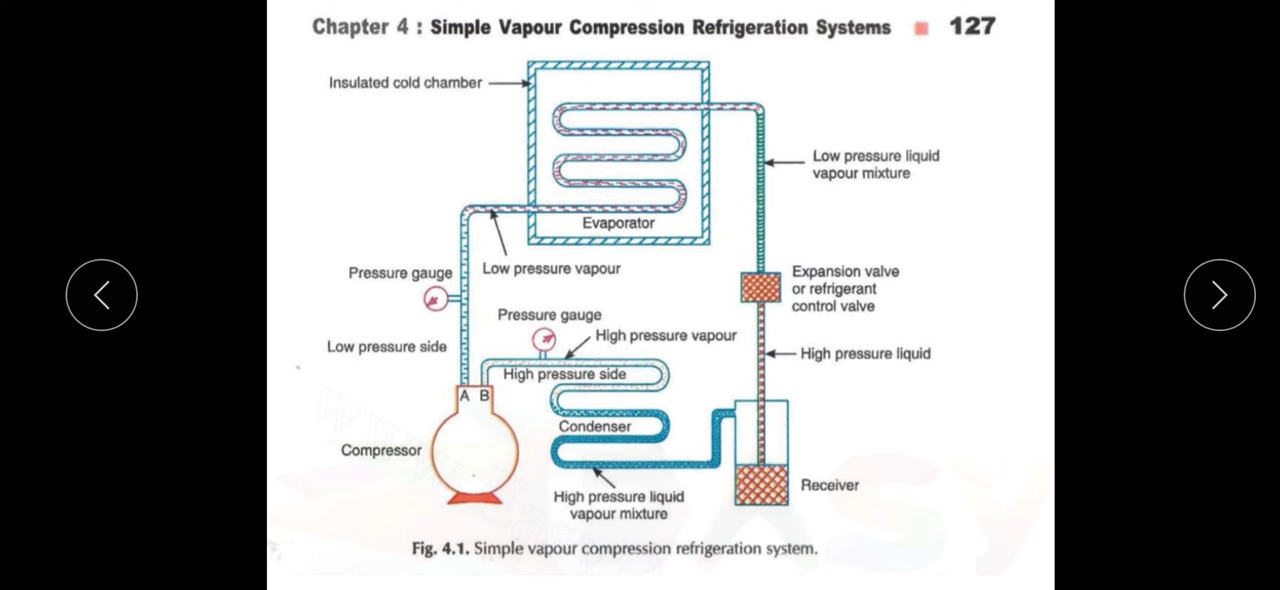 Chapter 4 : Simple Vapour Compression Refrigeration Systems 127
Insulated cold chamber
Low pressure liquid
vapour mixture
Evaporator
Low pressure vapour
Pressure gauge
Expansion valve
or refrigerant
control valve
Pressure gauge
High pressure vapour
Low pressure side
High pressure liquid
High pressure side
A B
Condenser
Compressor
Receiver
High pressure liquid
vapour mixture
Fig. 4.1. Simple vapour compression refrigeration system.